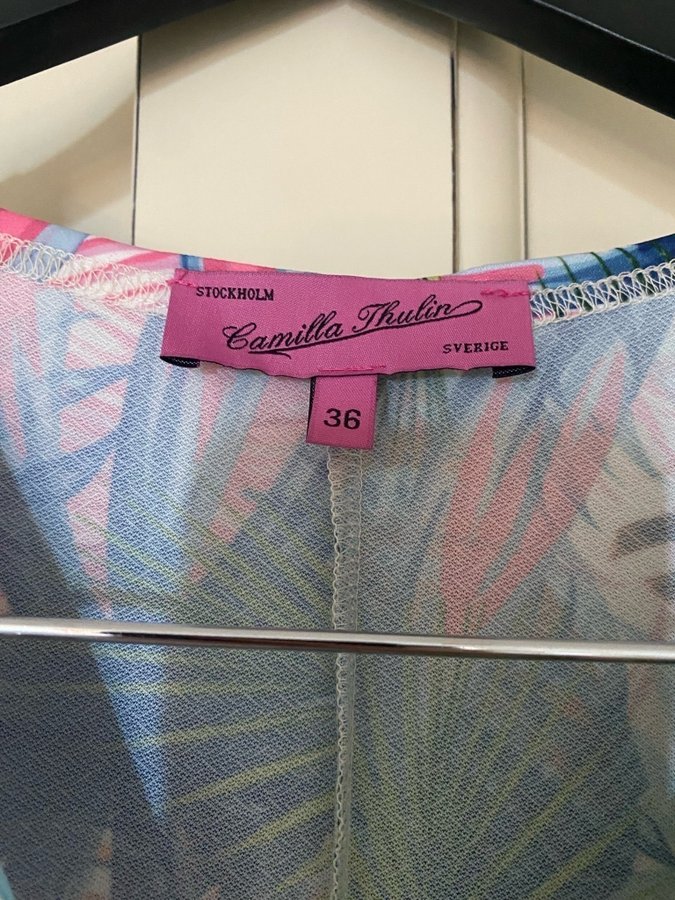 STOCKHOLM
Camilla Thulin
SVERIGE
36